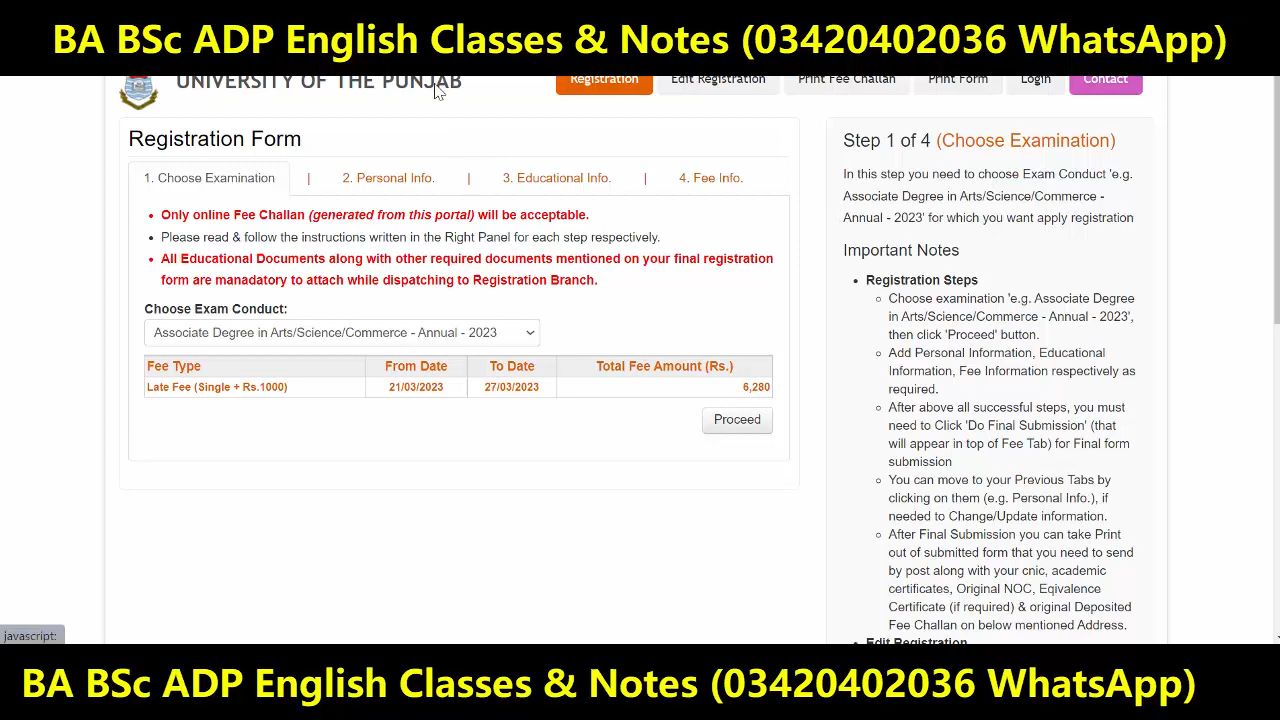 BA BSc ADP English Classes & Notes (03420402036 WhatsApp)
UNIVERSITY OF THE PUNJAB
Registration
Edit Registration
Print Fee Challan
Print Form
Login
Contact
Registration Form
1. Choose Examination | 2. Personal Info. | 3. Educational Info. | 4. Fee Info.
Only online Fee Challan (generated from this portal) will be acceptable.
Please read & follow the instructions written in the Right Panel for each step respectively.
All Educational Documents along with other required documents mentioned on your final registration
form are manadatory to attach while dispatching to Registration Branch.
Choose Exam Conduct:
Associate Degree in Arts/Science/Commerce - Annual - 2023
Fee Type From Date To Date Total Fee Amount (Rs.)
Late Fee (Single + Rs.1000) 21/03/2023 27/03/2023 6,280
Proceed
Step 1 of 4 (Choose Examination)
In this step you need to choose Exam Conduct 'e.g.
Associate Degree in Arts/Science/Commerce -
Annual - 2023' for which you want apply registration
Important Notes
Registration Steps
Choose examination 'e.g. Associate Degree
in Arts/Science/Commerce - Annual - 2023',
then click 'Proceed' button.
Add Personal Information, Educational
Information, Fee Information respectively as
required.
After above all successful steps, you must
need to Click 'Do Final Submission' (that
will appear in top of Fee Tab) for Final form
submission
You can move to your Previous Tabs by
clicking on them (e.g. Personal Info.), if
needed to Change/Update information.
After Final Submission you can take Print
out of submitted form that you need to send
by post along with your cnic, academic
certificates, Original NOC, Eqivalence
Certificate (if required) & original Deposited
Fee Challan on below mentioned Address.
Edit Registration
javascript:
BA BSc ADP English Classes & Notes (03420402036 WhatsApp)